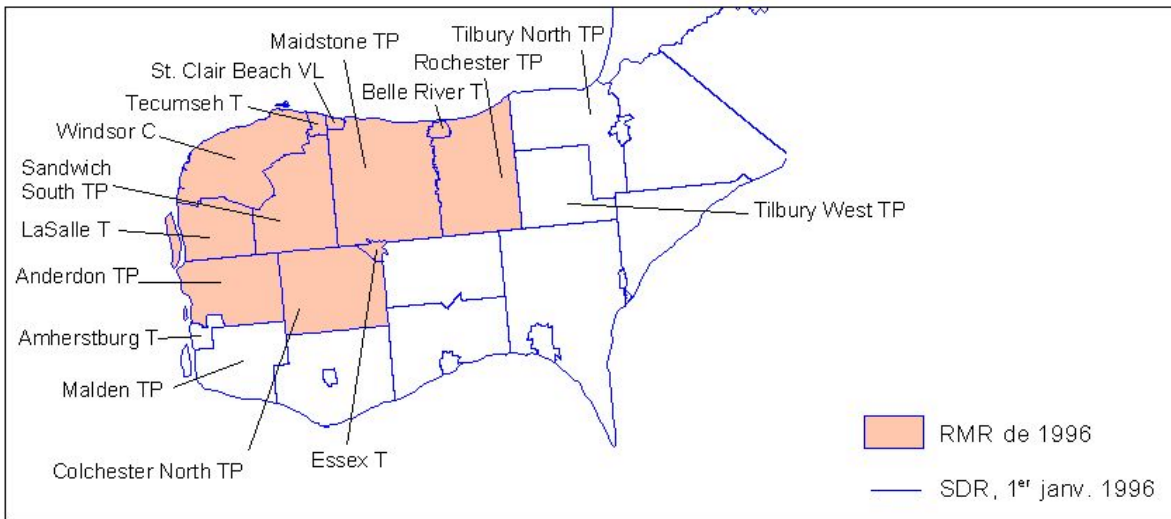 Tilbury North TP
Maidstone TP
Rochester TP
St. Clair Beach VL
Belle River T
Tecumseh T
Windsor C
Sandwich
South TP
Tilbury West TP
LaSalle T
Anderdon TP
Amherstburg T
Malden TP
Essex T
Colchester North TP
RMR de 1996
SDR, 1er janv. 1996